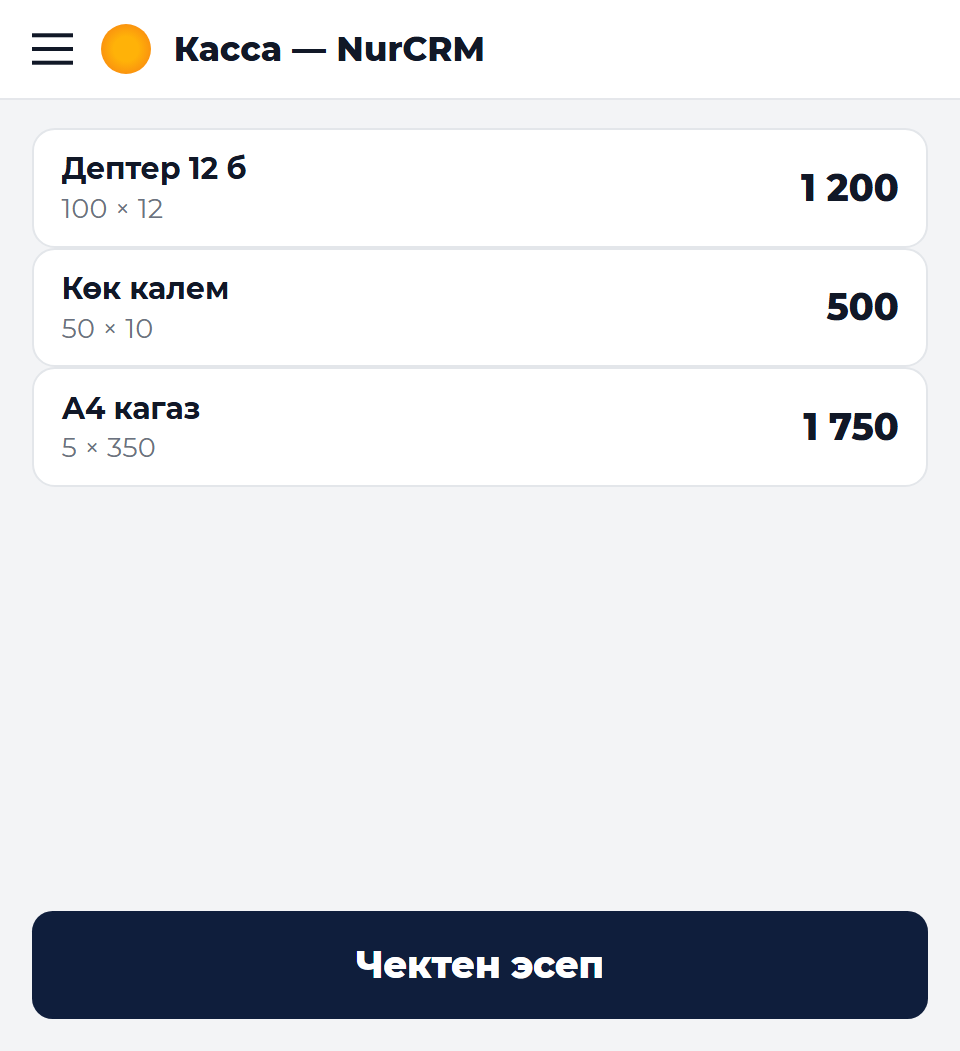 Касса — NurCRM
Дептер 12 б
100 × 12
1 200
Көк калем
50 × 10
500
А4 кагаз
5 × 350
1 750
Чектен эсеп